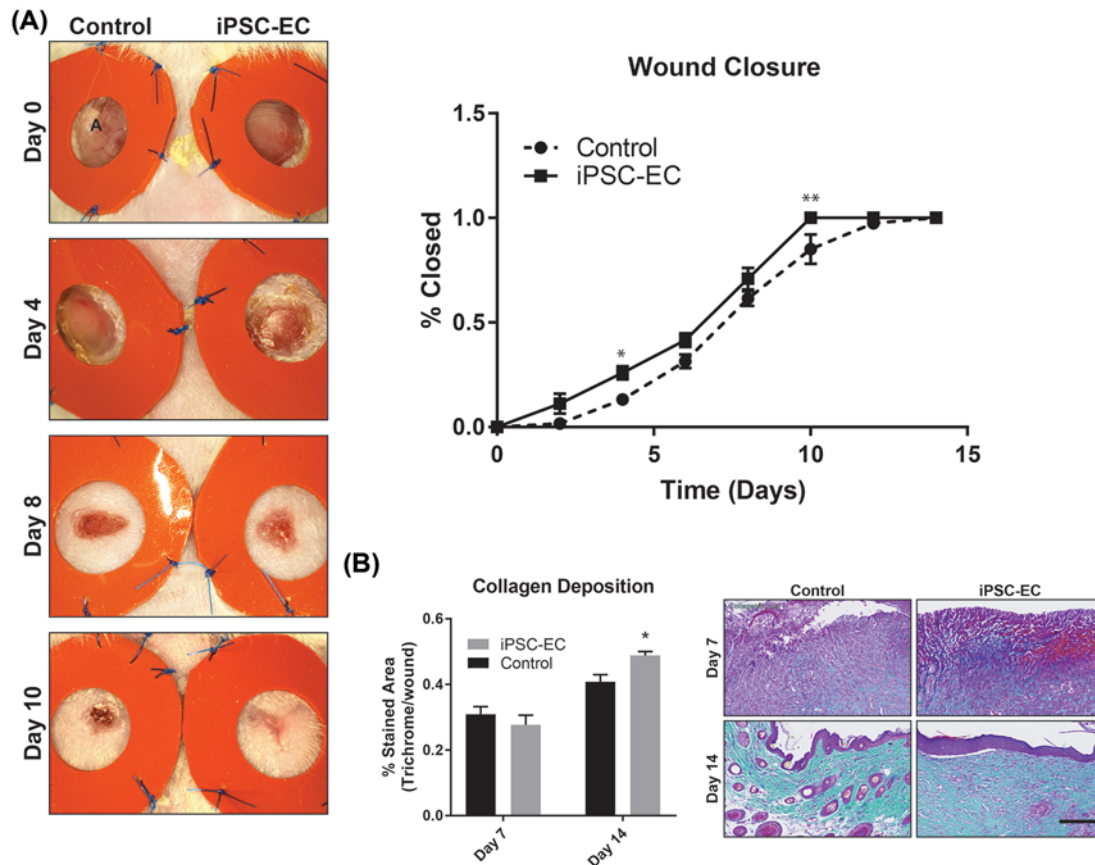 (A)
Control iPSC-EC
Day 0
A
Day 4
Day 8
Day 10
Wound Closure
Control
iPSC-EC
% Closed
1.5
1.0
0.5
0.0
*
**
0 5 10 15
Time (Days)
(B)
Collagen Deposition
iPSC-EC
Control
% Stained Area
(Trichrome/wound)
0.6
0.4
0.2
0.0
*
Day 7
Day 14
Control iPSC-EC
Day 7
Day 14